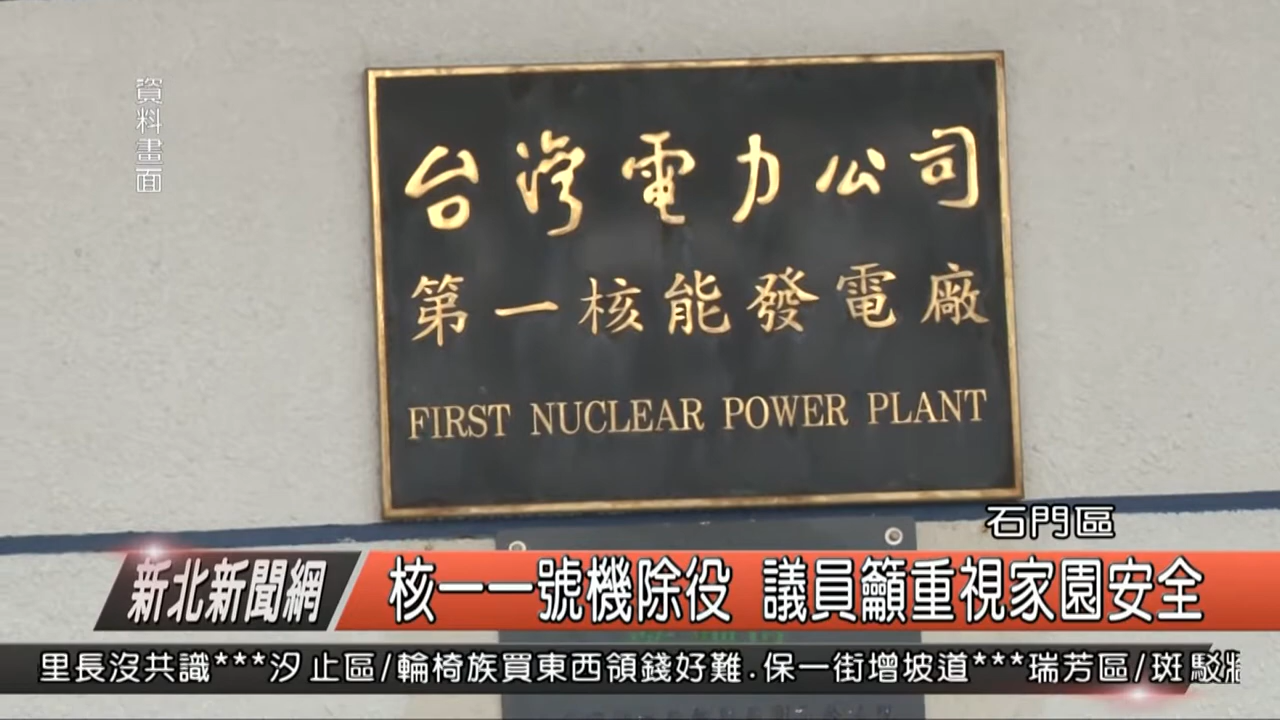 資料畫面
台灣電力公司
第一核能發電廠
FIRST NUCLEAR POWER PLANT
石門區
新北新聞網
核一一號機除役 議員籲重視家園安全
里長沒共識***汐止區/輪椅族買東西領錢好難.保一街增坡道***瑞芳區/斑駁